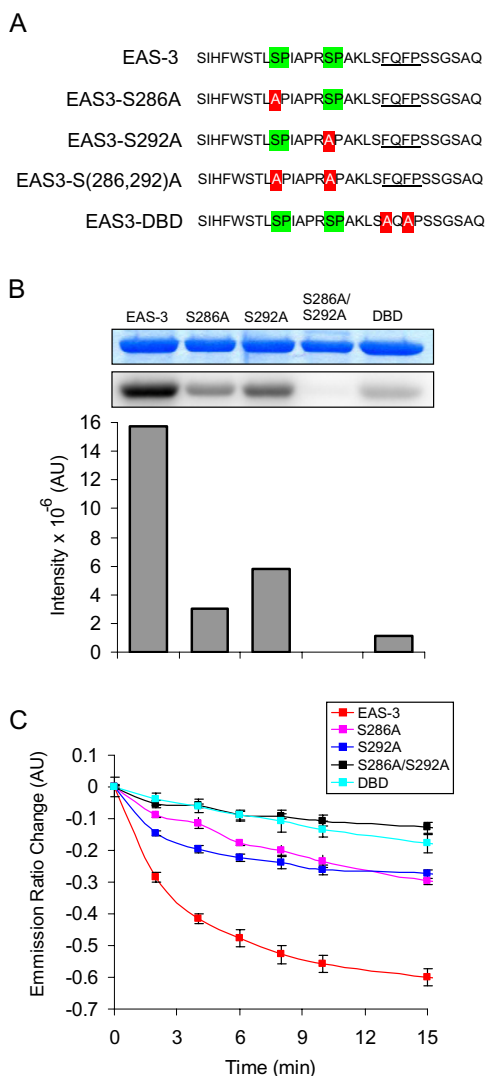 A
EAS-3 SIHFWSTLSPIAPRSPAKLSFQFPSSGSAQ
EAS3-S286A SIHFWSTLAPIAPRSPAKLSFQFPSSGSAQ
EAS3-S292A SIHFWSTLSPIAPRAPAKLSFQFPSSGSAQ
EAS3-S(286,292)A SIHFWSTLAPIAPRAPAKLSFQFPSSGSAQ
EAS3-DBD SIHFWSTLSPIAPRSPAKLSAQAPSSGSAQ
B
EAS-3 S286A S292A S286A/ S292A DBD
16
14
12
10
8
6
4
2
0
Intensity x 10-6 (AU)
C
EAS-3
S286A
S292A
S286A/S292A
DBD
0.1
0
-0.1
-0.2
-0.3
-0.4
-0.5
-0.6
-0.7
Emmission Ratio Change (AU)
0 3 6 9 12 15
Time (min)